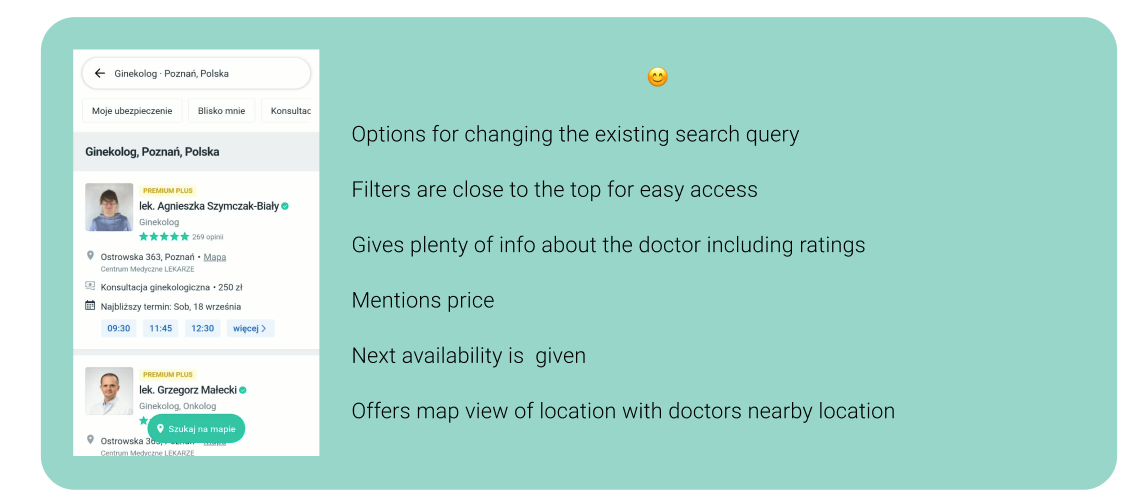 Ginekolog · Poznań, Polska
Moje ubezpieczenie
Blisko mnie
Konsultac
Ginekolog, Poznań, Polska
PREMIUM PLUS
lek. Agnieszka Szymczak-Biały
Ginekolog
269 opinii
Ostrowska 363, Poznań • Mapa
Centrum Medyczne LEKARZE
Konsultacja ginekologiczna • 250 zł
Najbliższy termin: Sob, 18 września
09:30 11:45 12:30 więcej >
PREMIUM PLUS
lek. Grzegorz Małecki
Ginekolog, Onkolog
Szukaj na mapie
Ostrowska
Centrum Medyczne LEKARZE
😊
Options for changing the existing search query
Filters are close to the top for easy access
Gives plenty of info about the doctor including ratings
Mentions price
Next availability is  given
Offers map view of location with doctors nearby location